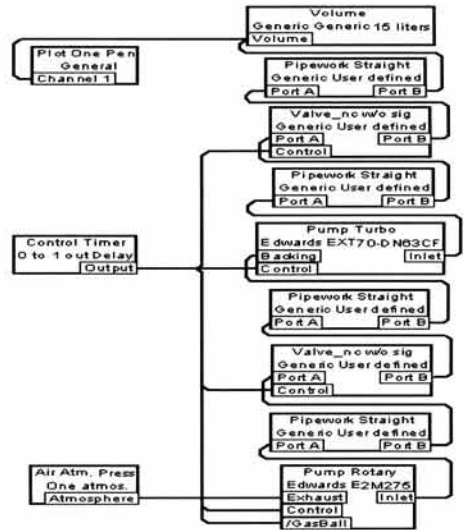 Volume
Generic Generic 15 liters
Volume
Plot One Pen
General
Channel 1
Pipework Straight
Generic User defined
Port A Port B
Valve_nc w/o sig
Generic User defined
Port A Port B
Control
Pipework Straight
Generic User defined
Port A Port B
Control Timer
0 to 1 out Delay
Output
Pump Turbo
Edwards EXT70-DN63CF
Backing Inlet
Control
Pipework Straight
Generic User defined
Port A Port B
Valve_nc w/o sig
Generic User defined
Port A Port B
Control
Pipework Straight
Generic User defined
Port A Port B
Air Atm. Press
One atmos.
Atmosphere
Pump Rotary
Edwards E2M275
Exhaust Inlet
Control
/GasBall